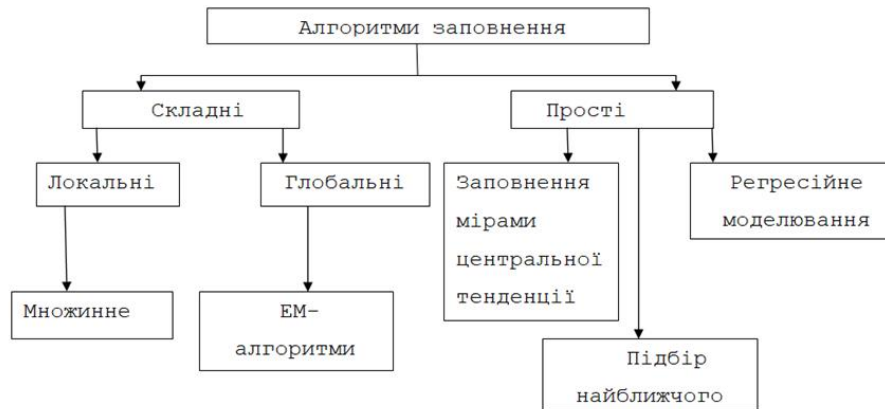 Алгоритми заповнення
Складні
Прості
Локальні
Глобальні
Заповнення
мірами
центральної
тенденції
Регресійне
моделювання
Множинне
ЕМ-
алгоритми
Підбір
найближчого